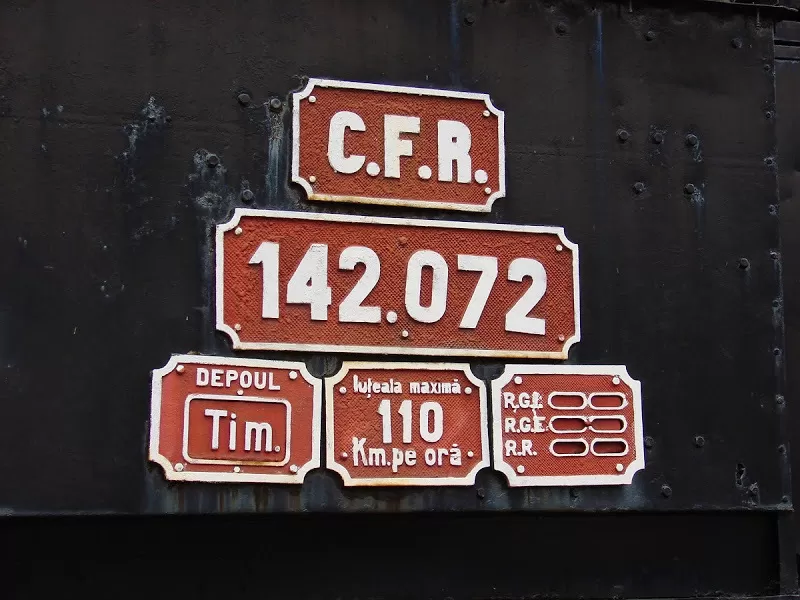 C.F.R.
142.072
DEPOUL
Tim.
Iuțeala maximă
110
Km.pe oră
R.G.I.
R.G.E.
R.R.